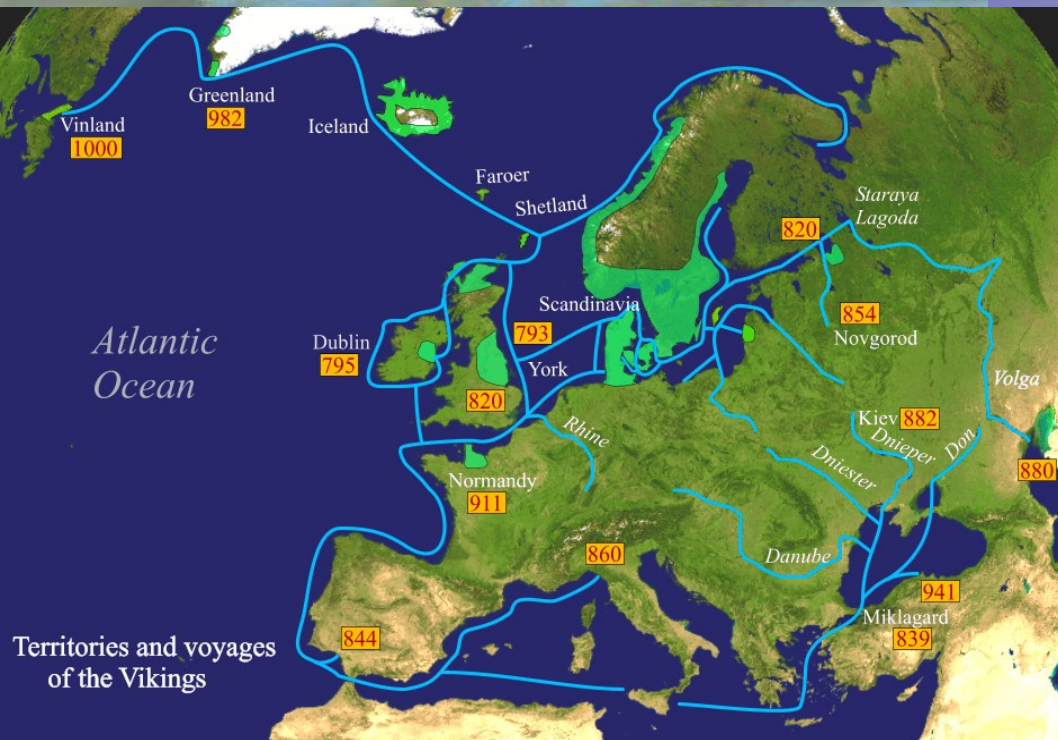 Greenland
982
Vinland
1000
Iceland
Faroer
Shetland
Staraya
Lagoda
820
Scandinavia
854
Novgorod
Atlantic
Ocean
Dublin
795
793
York
820
Volga
Kiev 882
Rhine
Dnieper
Don
Dniester
880
Normandy
911
860
Danube
941
Miklagard
839
844
Territories and voyages
of the Vikings